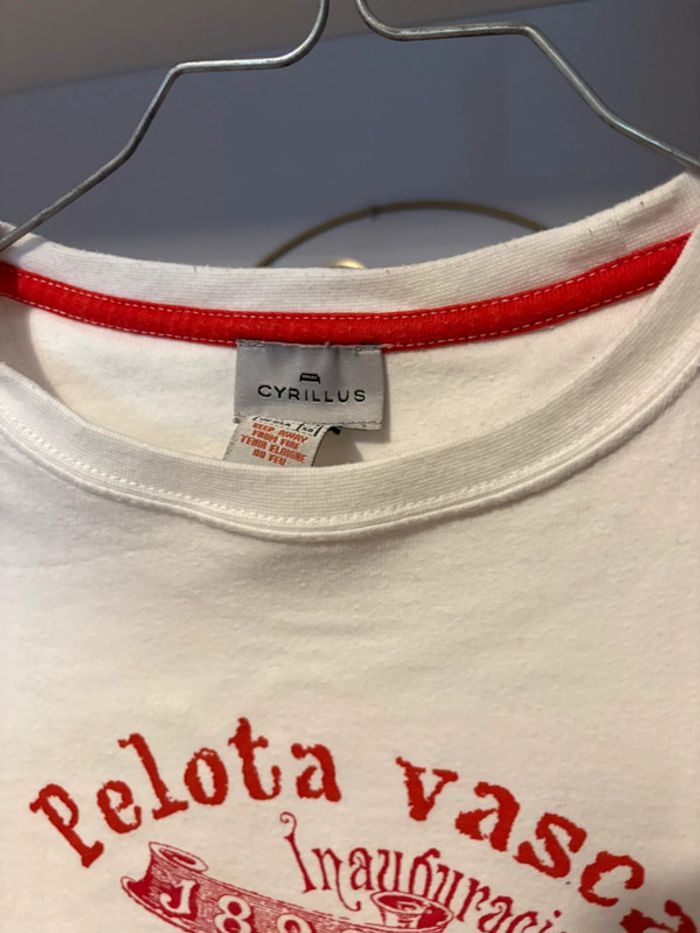 CYRILLUS
KEEP AWAY
FROM FIRE
TENIR ELOIGNE
DU FEU
Pelota vasca